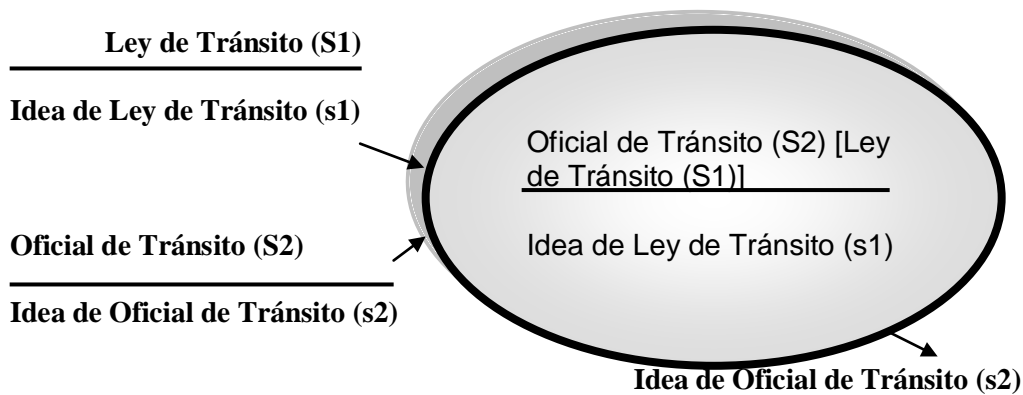 Ley de Tránsito (S1)
Idea de Ley de Tránsito (s1)
Oficial de Tránsito (S2)
Idea de Oficial de Tránsito (s2)
Oficial de Tránsito (S2) [Ley
de Tránsito (S1)]
Idea de Ley de Tránsito (s1)
Idea de Oficial de Tránsito (s2)